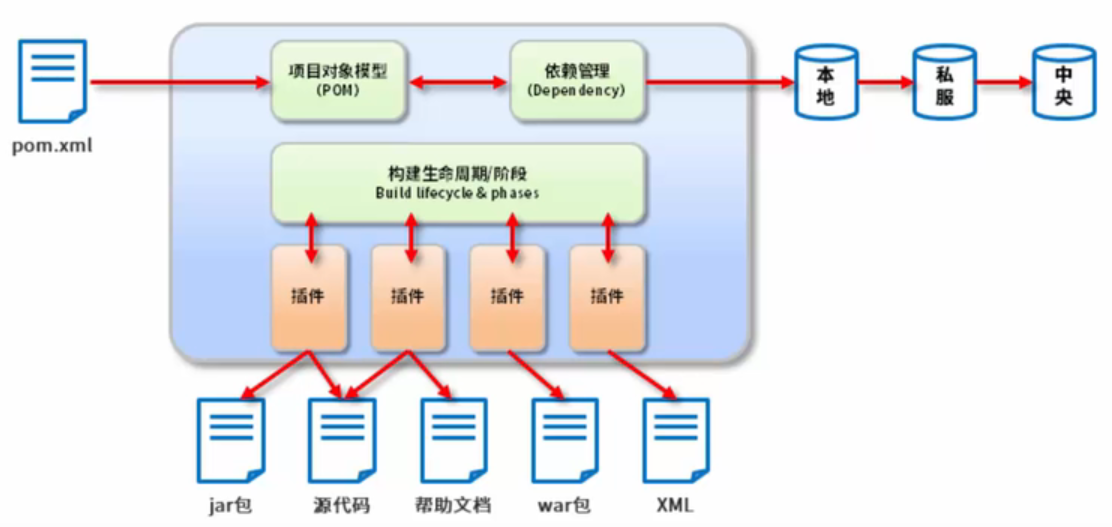 项目对象模型
(POM)
依赖管理
(Dependency)
本
地
私
服
中
央
pom.xml
构建生命周期/阶段
Build lifecycle & phases
插件
插件
插件
插件
jar包
源代码
帮助文档
war包
XML